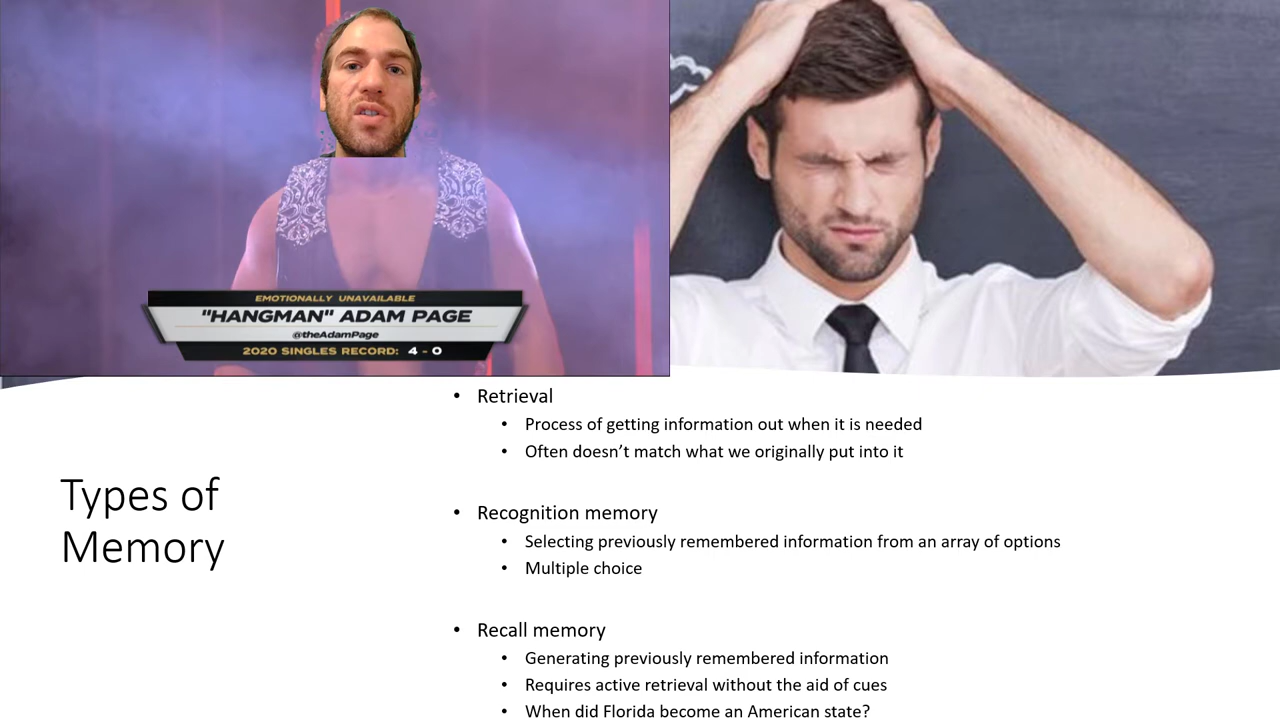 EMOTIONALLY UNAVAILABLE
"HANGMAN" ADAM PAGE
@theAdamPage
2020 SINGLES RECORD: 4 - 0
Types of
Memory
• Retrieval
• Process of getting information out when it is needed
• Often doesn’t match what we originally put into it
• Recognition memory
• Selecting previously remembered information from an array of options
• Multiple choice
• Recall memory
• Generating previously remembered information
• Requires active retrieval without the aid of cues
• When did Florida become an American state?